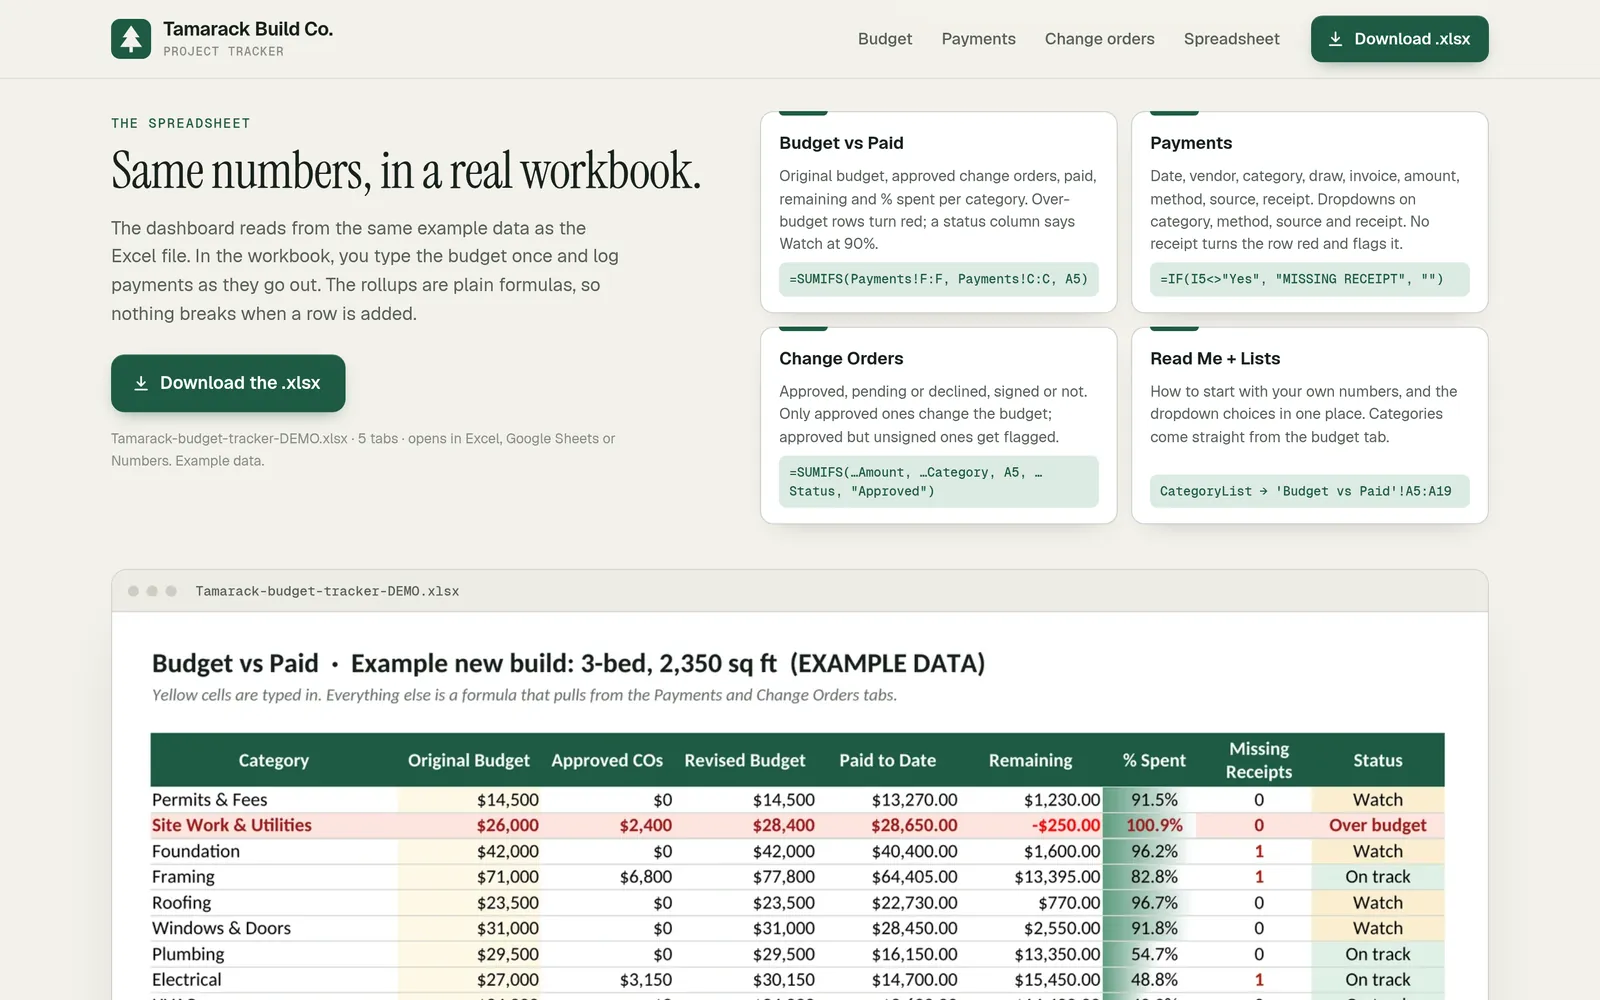 Tamarack Build Co.
PROJECT TRACKER
Budget
Payments
Change orders
Spreadsheet
Download .xlsx
THE SPREADSHEET
Same numbers, in a real workbook.
The dashboard reads from the same example data as the
Excel file. In the workbook, you type the budget once and log
payments as they go out. The rollups are plain formulas, so
nothing breaks when a row is added.
Download the .xlsx
Tamarack-budget-tracker-DEMO.xlsx · 5 tabs · opens in Excel, Google Sheets or
Numbers. Example data.
Budget vs Paid
Original budget, approved change orders, paid,
remaining and % spent per category. Over-
budget rows turn red; a status column says
Watch at 90%.
=SUMIFS(Payments!F:F, Payments!C:C, A5)
Payments
Date, vendor, category, draw, invoice, amount,
method, source, receipt. Dropdowns on
category, method, source and receipt. No
receipt turns the row red and flags it.
=IF(I5<>"Yes", "MISSING RECEIPT", "")
Change Orders
Approved, pending or declined, signed or not.
Only approved ones change the budget;
approved but unsigned ones get flagged.
=SUMIFS(…Amount, …Category, A5, …
Status, "Approved")
Read Me + Lists
How to start with your own numbers, and the
dropdown choices in one place. Categories
come straight from the budget tab.
CategoryList → 'Budget vs Paid'!A5:A19
Tamarack-budget-tracker-DEMO.xlsx
Budget vs Paid · Example new build: 3-bed, 2,350 sq ft (EXAMPLE DATA)
Yellow cells are typed in. Everything else is a formula that pulls from the Payments and Change Orders tabs.
Category Original Budget Approved COs Revised Budget Paid to Date Remaining % Spent Missing Receipts Status
Permits & Fees $14,500 $0 $14,500 $13,270.00 $1,230.00 91.5% 0 Watch
Site Work & Utilities $26,000 $2,400 $28,400 $28,650.00 -$250.00 100.9% 0 Over budget
Foundation $42,000 $0 $42,000 $40,400.00 $1,600.00 96.2% 1 Watch
Framing $71,000 $6,800 $77,800 $64,405.00 $13,395.00 82.8% 1 On track
Roofing $23,500 $0 $23,500 $22,730.00 $770.00 96.7% 0 Watch
Windows & Doors $31,000 $0 $31,000 $28,450.00 $2,550.00 91.8% 0 Watch
Plumbing $29,500 $0 $29,500 $16,150.00 $13,350.00 54.7% 0 On track
Electrical $27,000 $3,150 $30,150 $14,700.00 $15,450.00 48.8% 1 On track